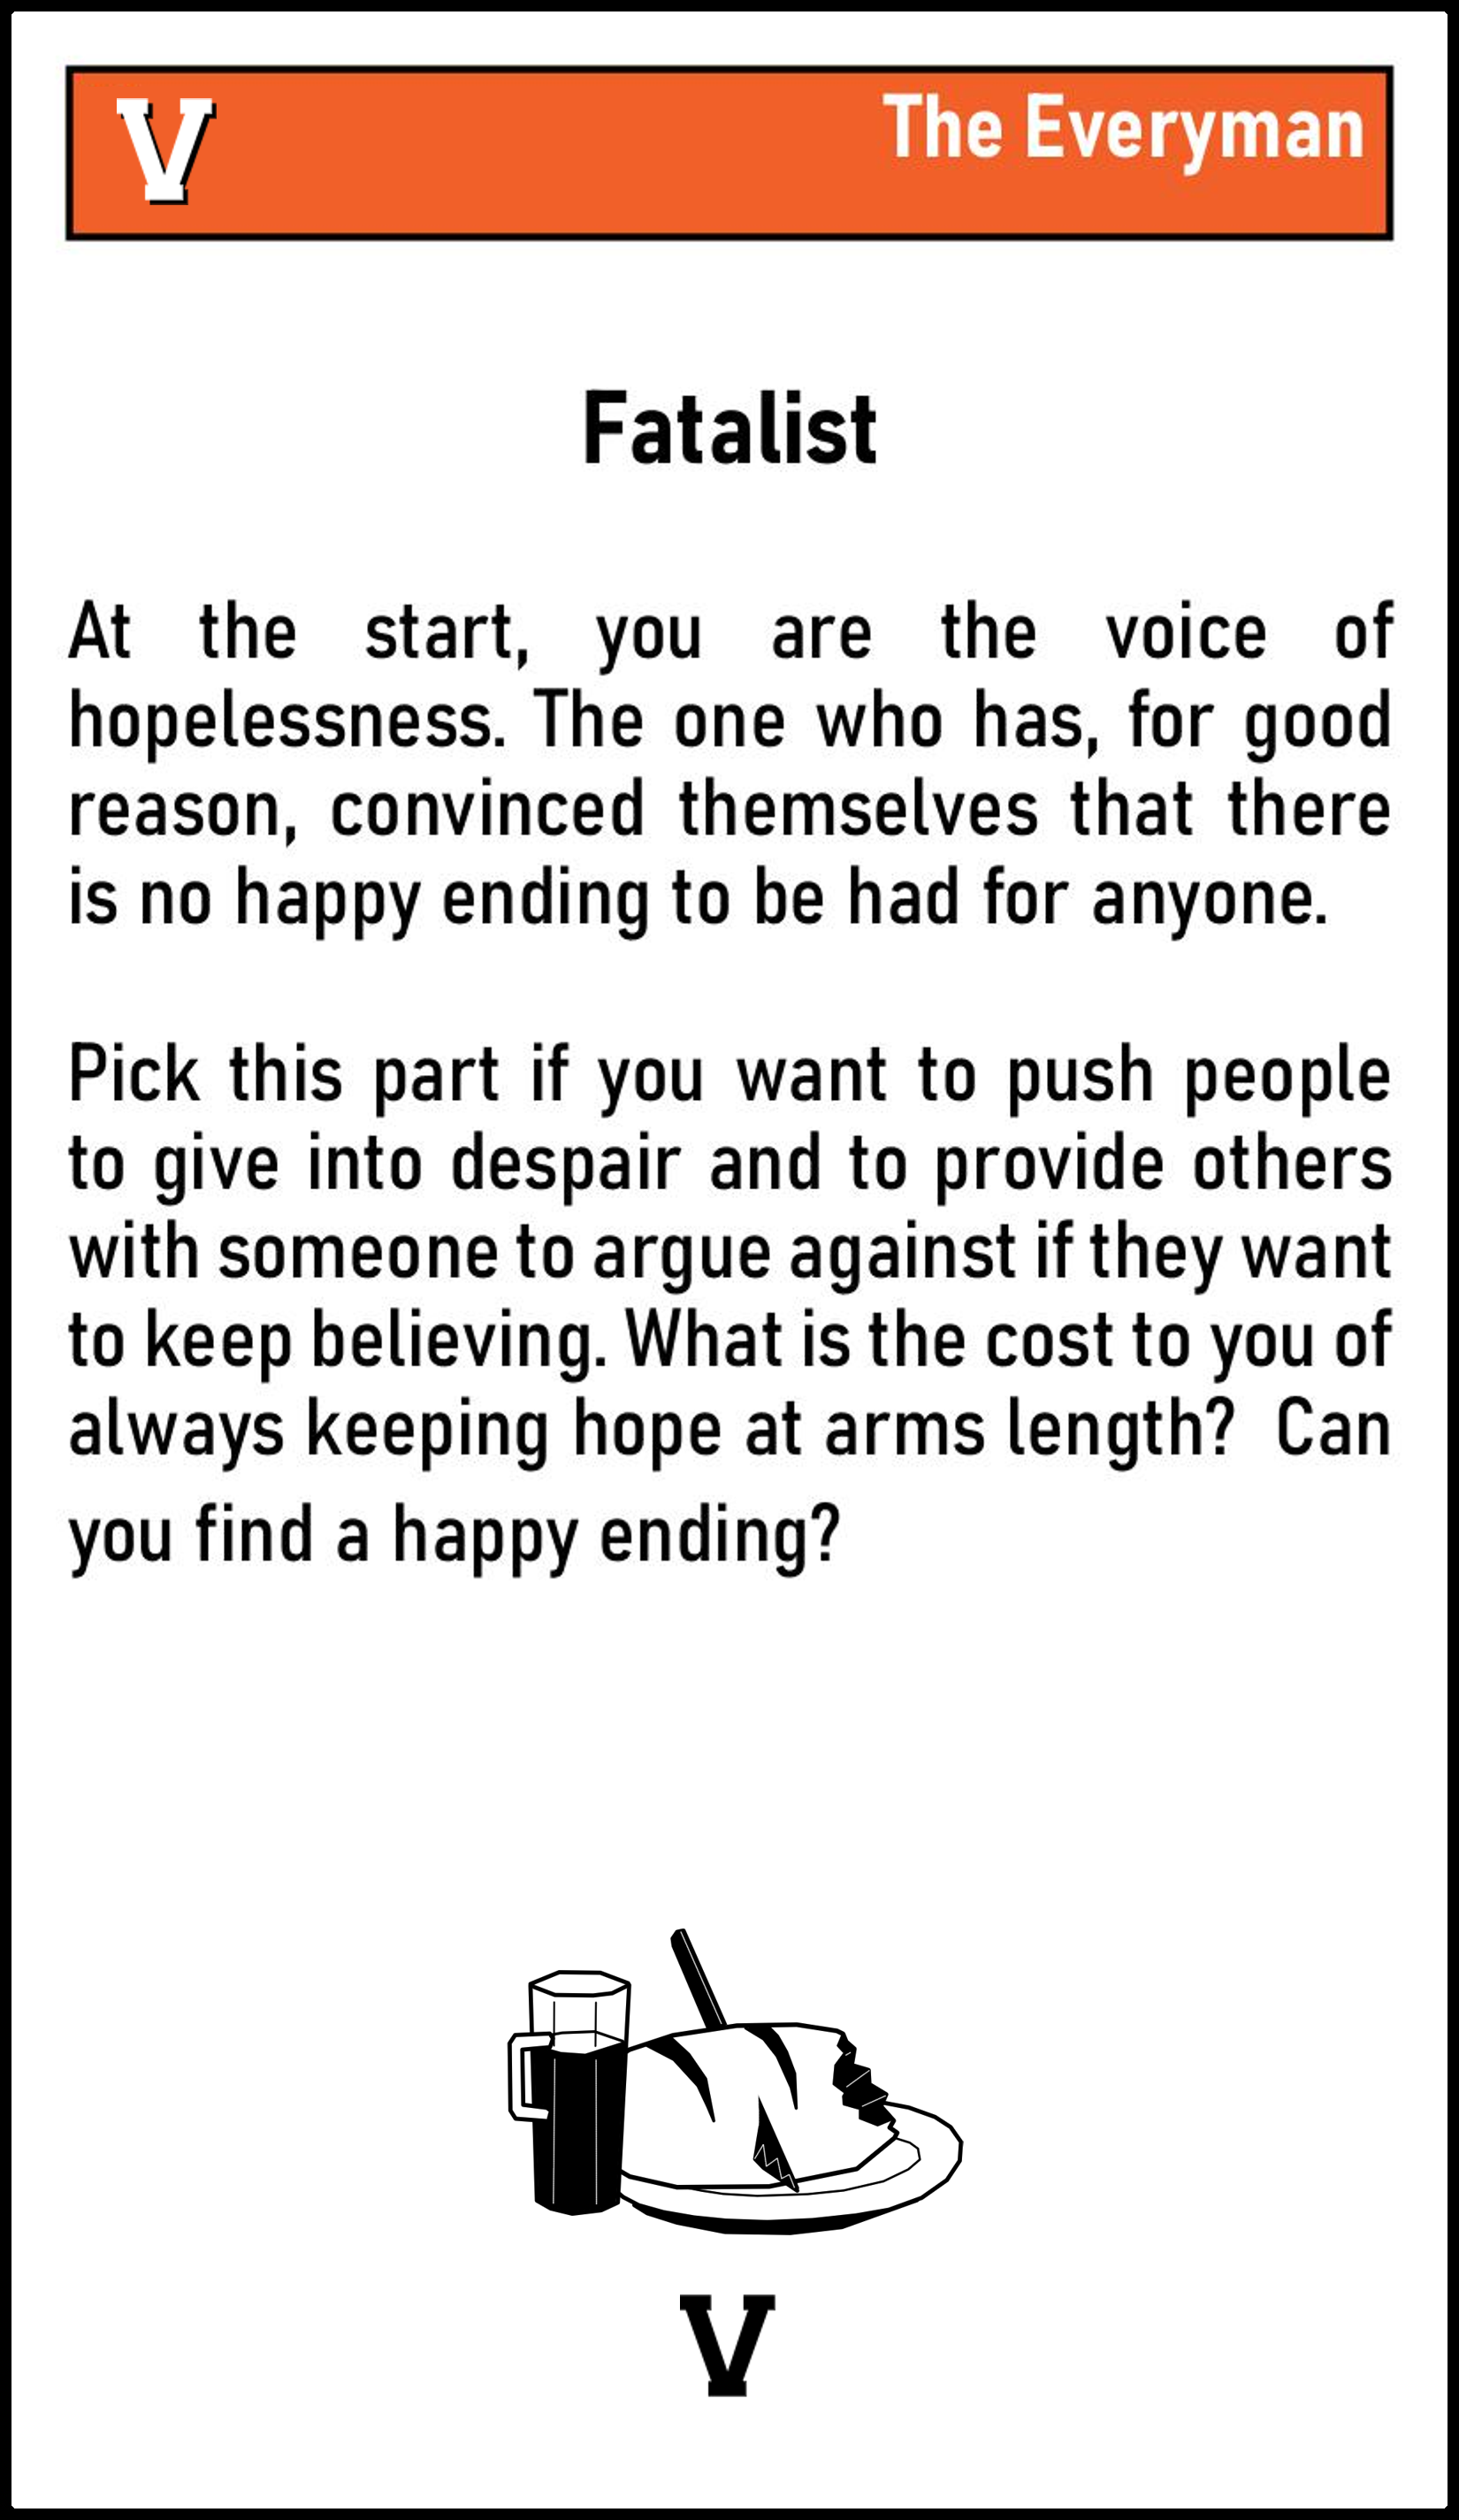 V
The Everyman
Fatalist
At the start, you are the voice of
hopelessness. The one who has, for good
reason, convinced themselves that there
is no happy ending to be had for anyone.
Pick this part if you want to push people
to give into despair and to provide others
with someone to argue against if they want
to keep believing. What is the cost to you of
always keeping hope at arms length?  Can
you find a happy ending?
V